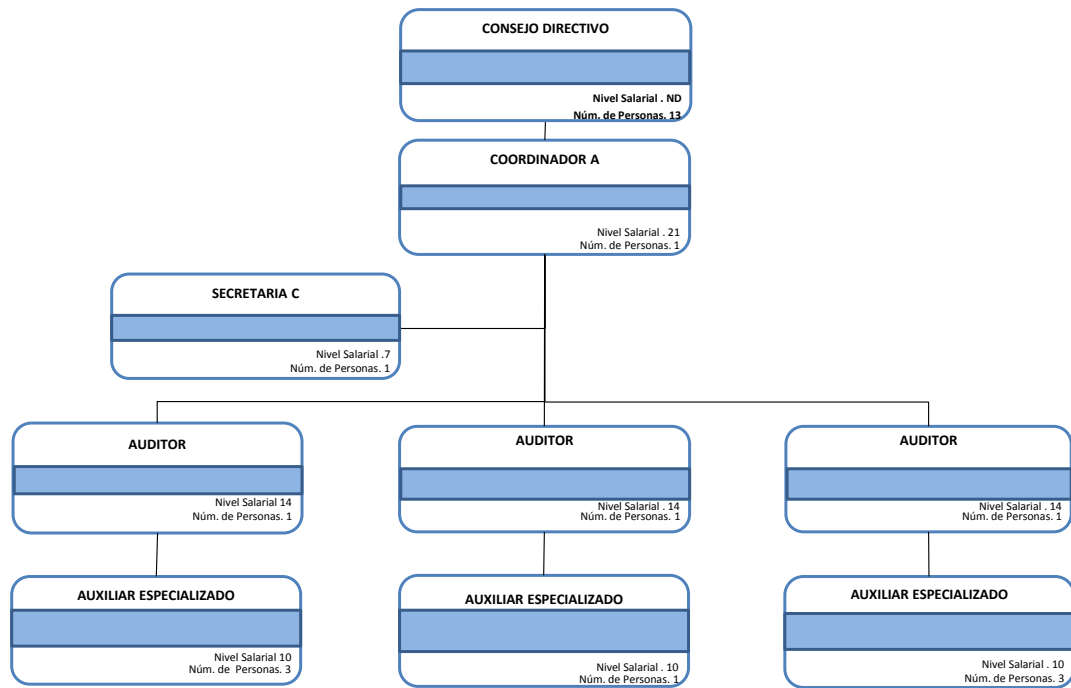 CONSEJO DIRECTIVO
Nivel Salarial . ND
Núm. de Personas. 13
COORDINADOR A
Nivel Salarial . 21
Núm. de Personas. 1
SECRETARIA C
Nivel Salarial .7
Núm. de Personas. 1
AUDITOR
Nivel Salarial 14
Núm. de Personas. 1
AUDITOR
Nivel Salarial . 14
Núm. de Personas. 1
AUDITOR
Nivel Salarial . 14
Núm. de Personas. 1
AUXILIAR ESPECIALIZADO
Nivel Salarial 10
Núm. de Personas. 3
AUXILIAR ESPECIALIZADO
Nivel Salarial . 10
Núm. de Personas. 1
AUXILIAR ESPECIALIZADO
Nivel Salarial . 10
Núm. de Personas. 3